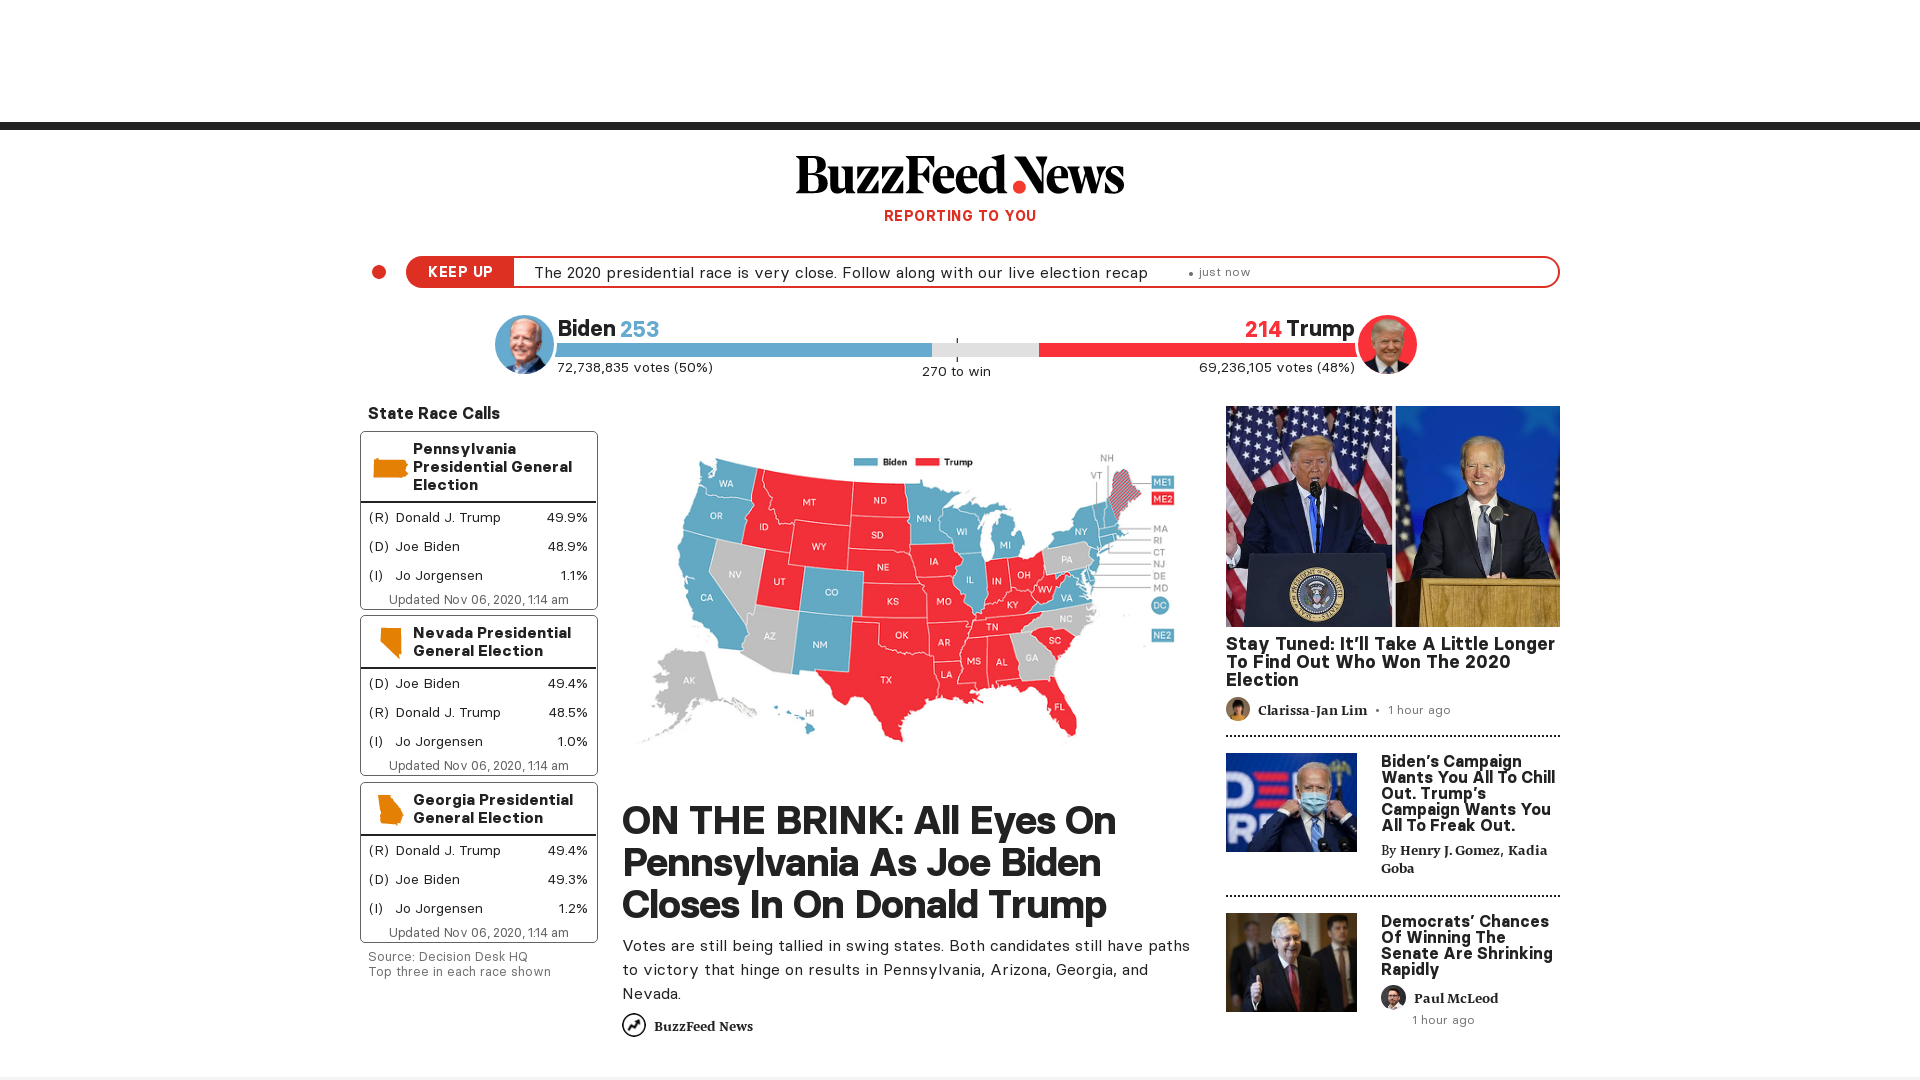 BuzzFeed News
REPORTING TO YOU
KEEP UP
The 2020 presidential race is very close. Follow along with our live election recap
• just now
Biden 253
214 Trump
72,738,835 votes (50%)
270 to win
69,236,105 votes (48%)
State Race Calls
Pennsylvania
Presidential General
Election
(R) Donald J. Trump 49.9%
(D) Joe Biden 48.9%
(I) Jo Jorgensen 1.1%
Updated Nov 06, 2020, 1:14 am
Nevada Presidential
General Election
(D) Joe Biden 49.4%
(R) Donald J. Trump 48.5%
(I) Jo Jorgensen 1.0%
Updated Nov 06, 2020, 1:14 am
Georgia Presidential
General Election
(R) Donald J. Trump 49.4%
(D) Joe Biden 49.3%
(I) Jo Jorgensen 1.2%
Updated Nov 06, 2020, 1:14 am
Source: Decision Desk HQ
Top three in each race shown
Biden Trump
NH
VT
WA
ME1
MT
ND
ME2
OR
MN
ID
WI
NY
MA
SD
RI
MI
WY
CT
PA
IA
NJ
NE
NV
OH
DE
UT
IL
IN
MD
CO
WV
CA
VA
KS
MO
KY
DC
NC
TN
AZ
OK
NE2
NM
AR
SC
MS
AL
GA
LA
AK
TX
FL
HI
ON THE BRINK: All Eyes On
Pennsylvania As Joe Biden
Closes In On Donald Trump
Votes are still being tallied in swing states. Both candidates still have paths
to victory that hinge on results in Pennsylvania, Arizona, Georgia, and
Nevada.
BuzzFeed News
Stay Tuned: It’ll Take A Little Longer
To Find Out Who Won The 2020
Election
Clarissa-Jan Lim • 1 hour ago
Biden’s Campaign
Wants You All To Chill
Out. Trump’s
Campaign Wants You
All To Freak Out.
By Henry J. Gomez, Kadia
Goba
Democrats’ Chances
Of Winning The
Senate Are Shrinking
Rapidly
Paul McLeod
1 hour ago